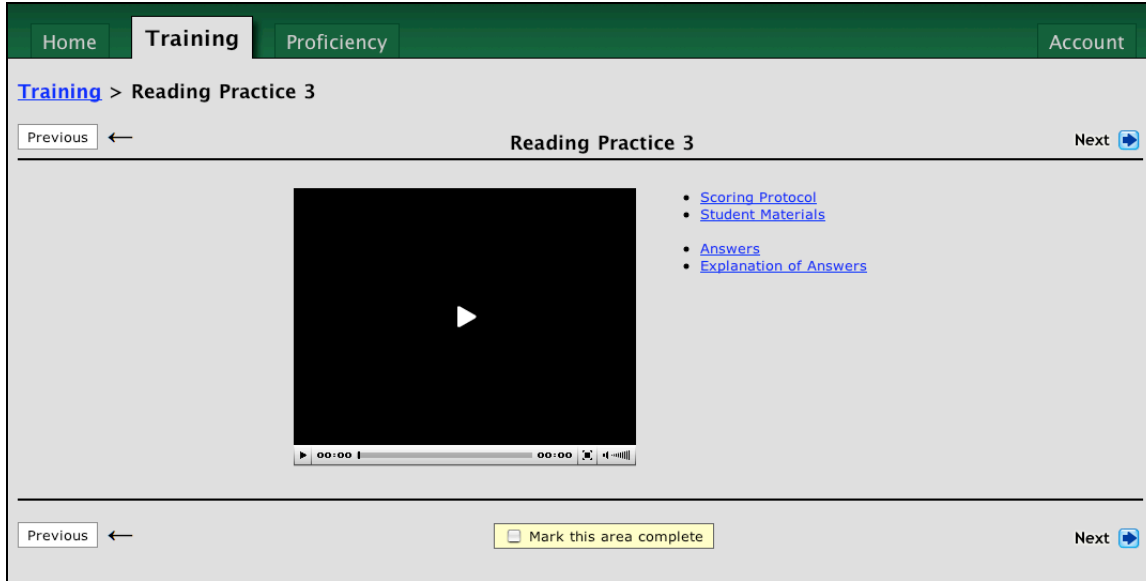 Home Training Proficiency Account
Training > Reading Practice 3
Previous ← Reading Practice 3 Next
• Scoring Protocol
• Student Materials
• Answers
• Explanation of Answers
00:00 00:00
Previous ← Mark this area complete Next